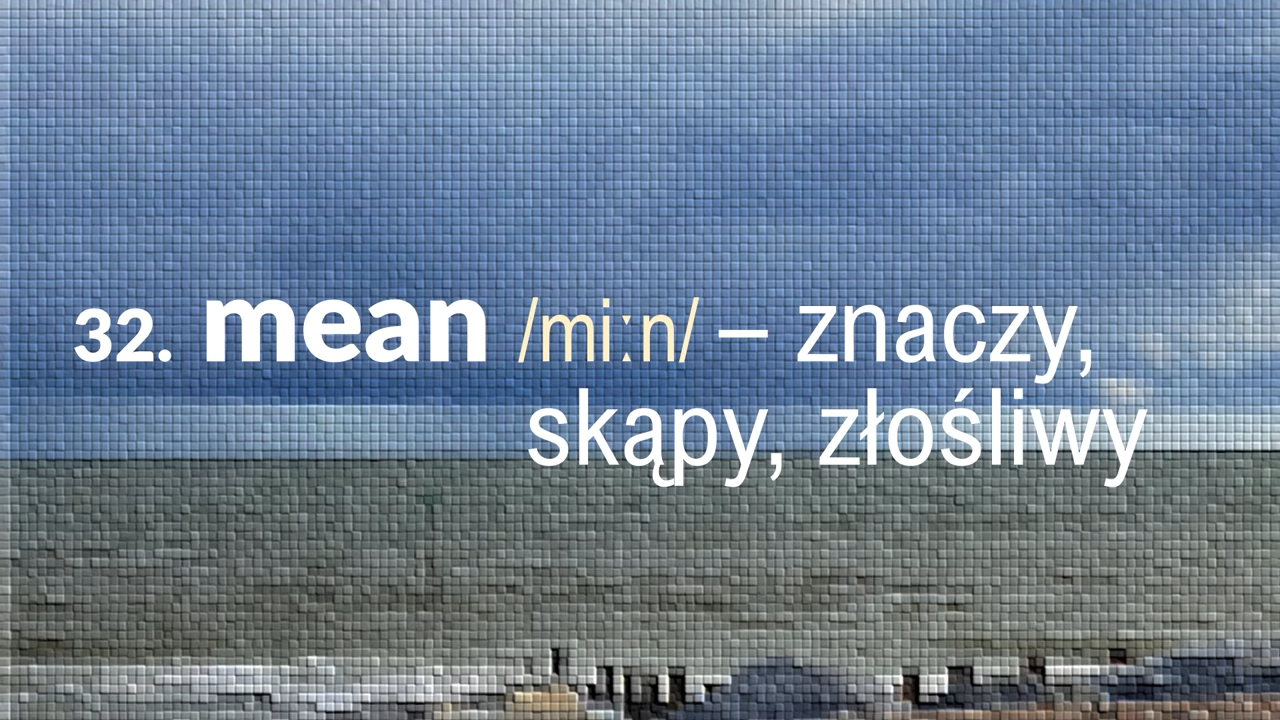 32. mean /miːn/ – znaczy,
skąpy, złośliwy